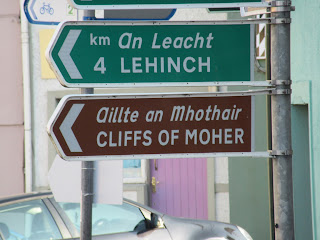 km An Leacht
4 LEHINCH
Aillte an Mhothair
CLIFFS OF MOHER